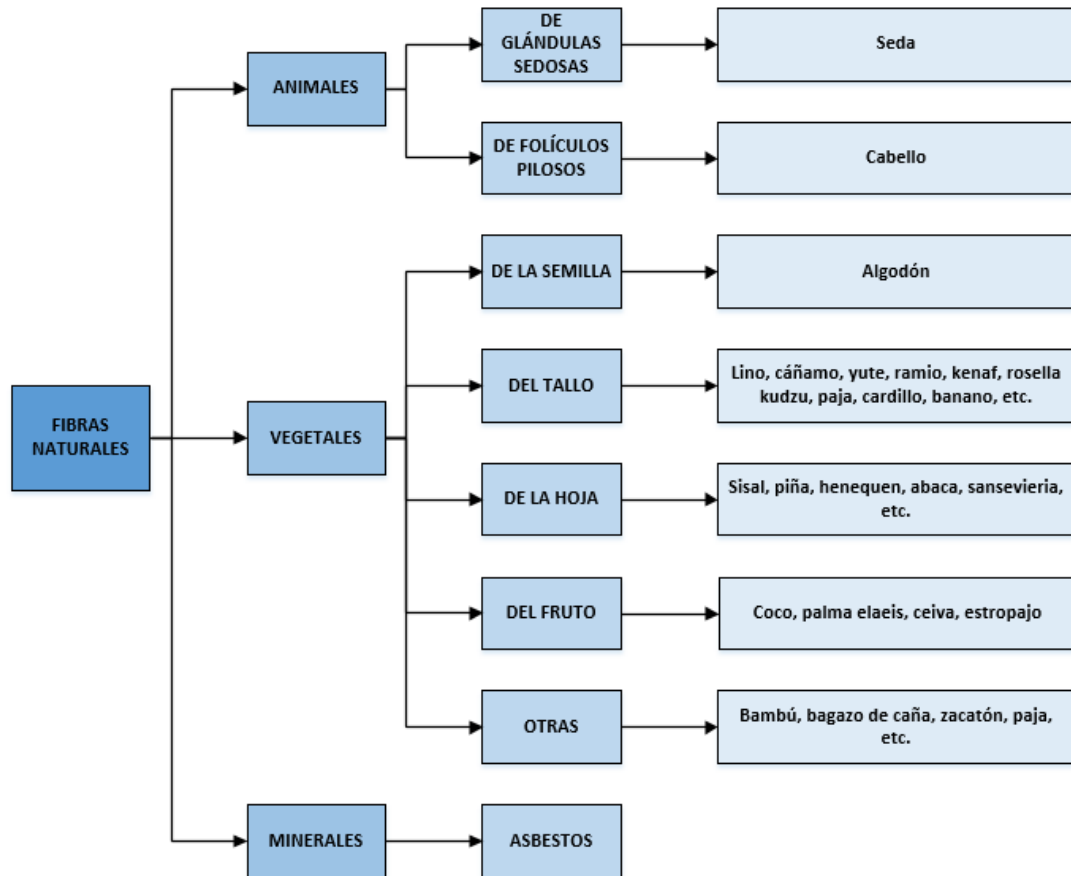 DE
GLÁNDULAS
SEDOSAS
Seda
ANIMALES
DE FOLÍCULOS
PILOSOS
Cabello
DE LA SEMILLA
Algodón
DEL TALLO
Lino, cáñamo, yute, ramio, kenaf, rosella
kudzu, paja, cardillo, banano, etc.
FIBRAS
NATURALES
VEGETALES
DE LA HOJA
Sisal, piña, henequen, abaca, sansevieria,
etc.
DEL FRUTO
Coco, palma elaeis, ceiva, estropajo
OTRAS
Bambú, bagazo de caña, zacatón, paja,
etc.
MINERALES
ASBESTOS